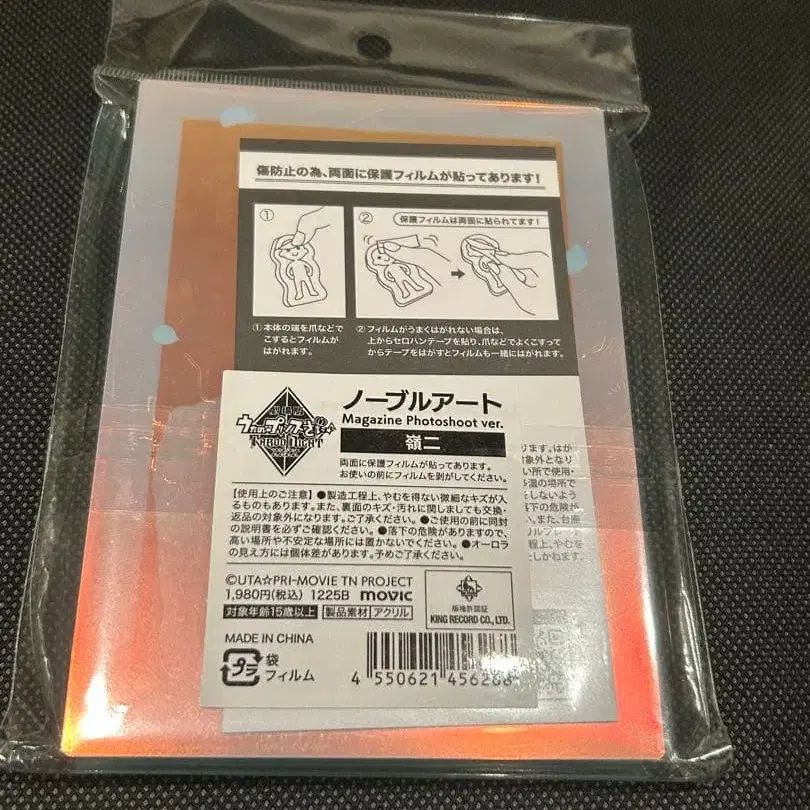 傷防止の為、両面に保護フィルムが貼ってあります!
①
②
保護フィルムは両面に貼られてます!
①本体の端を爪などで
こするとフィルムが
はがれます。
②フィルムがうまくはがれない場合は、
上からセロハンテープを貼り、爪などでよくこすって
からテープをはがすとフィルムも一緒にはがれます。
劇場版
TABOO NIGHT
ノーブルアート
Magazine Photoshoot ver.
嶺二
両面に保護フィルムが貼ってあります。
お使いの前にフィルムを剥がしてください。
【使用上のご注意】●製造工程上、やむを得ない微細なキズが入
るものもあります。また、裏面のキズ・汚れに関しましても交換・
返品の対象外になります。ご了承ください。●ご使用の前に同封
の説明書を必ずご確認ください。●落下の危険がありますので、
高い場所や不安定な場所には置かないでください。●オーロラ
の見え方には個体差があります。予めご了承ください。
©UTA☆PRI-MOVIE TN PROJECT
1,980円(税込) 1225B movic
対象年齢15歳以上 製品素材 アクリル
版権許諾証
KING RECORD CO., LTD.
MADE IN CHINA
プラ
袋
フィルム
4 550621 456288